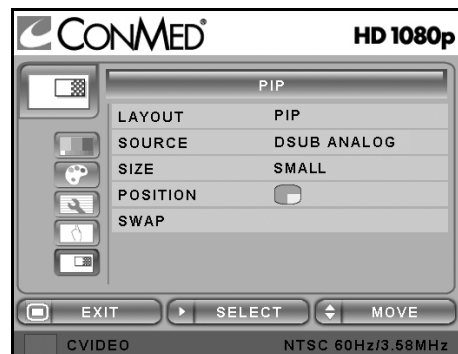 CONMED® HD 1080p
PIP
LAYOUT PIP
SOURCE DSUB ANALOG
SIZE SMALL
POSITION
SWAP
EXIT SELECT MOVE
CVIDEO NTSC 60Hz/3.58MHz